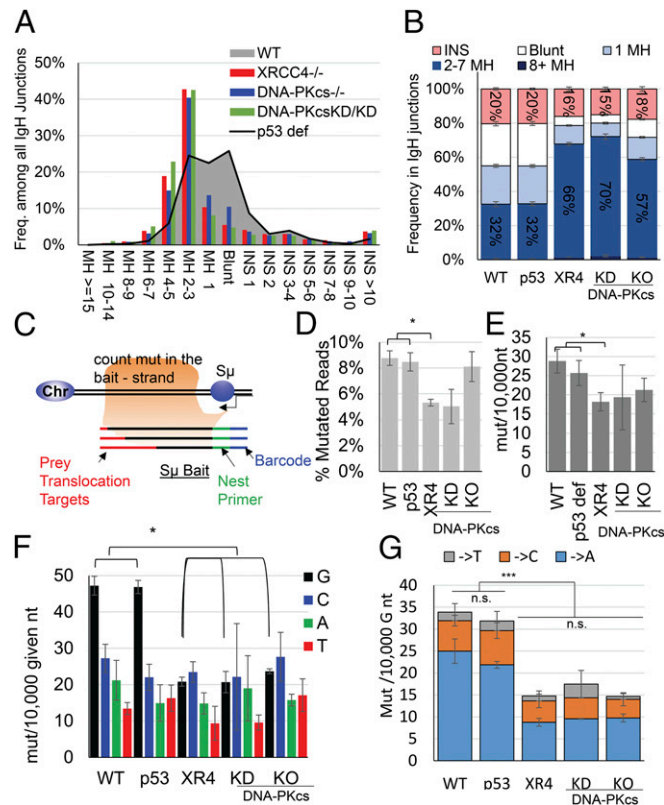 A
Freq. among all IgH Junctions
50%
40%
30%
20%
10%
0%
WT
XRCC4-/-
DNA-PKcs-/-
DNA-PKcsKD/KD
p53 def
MH >=15
MH 10-14
MH 8-9
MH 6-7
MH 4-5
MH 2-3
MH 1
Blunt
INS 1
INS 2
INS 3-4
INS 5-6
INS 7-8
INS 9-10
INS >10
B
INS
Blunt
1 MH
2-7 MH
8+ MH
Frequency in IgH junctions
100%
80%
60%
40%
20%
0%
20%
20%
16%
15%
18%
32%
32%
66%
70%
57%
WT
p53
XR4
KD
KO
DNA-PKcs
C
count mut in the
bait - strand
Sμ
Chr
Prey
Translocation
Targets
Sμ Bait
Nest
Primer
Barcode
D
% Mutated Reads
10%
8%
6%
4%
2%
0%
*
WT
p53
XR4
KD
KO
DNA-PKcs
E
mut/10,000nt
35
30
25
20
15
10
5
0
*
WT
p53 def
XR4
KD
KO
DNA-PKcs
F
mut/10,000 given nt
50
40
30
20
10
0
*
G
C
A
T
WT
p53
XR4
KD
KO
DNA-PKcs
G
->T
->C
->A
Mut /10,000 G nt
40
35
30
25
20
15
10
5
0
***
n.s.
n.s.
WT
p53
XR4
KD
KO
DNA-PKcs